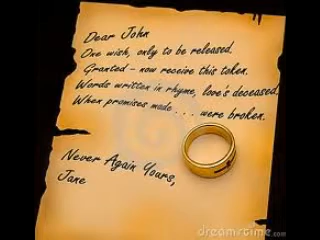 Dear John
One wish, only to be released.
Granted - now receive this token.
Words written in rhyme, love's deceased.
When promises made . . . were broken.
Never Again Yours,
Jane
dreamstime.com